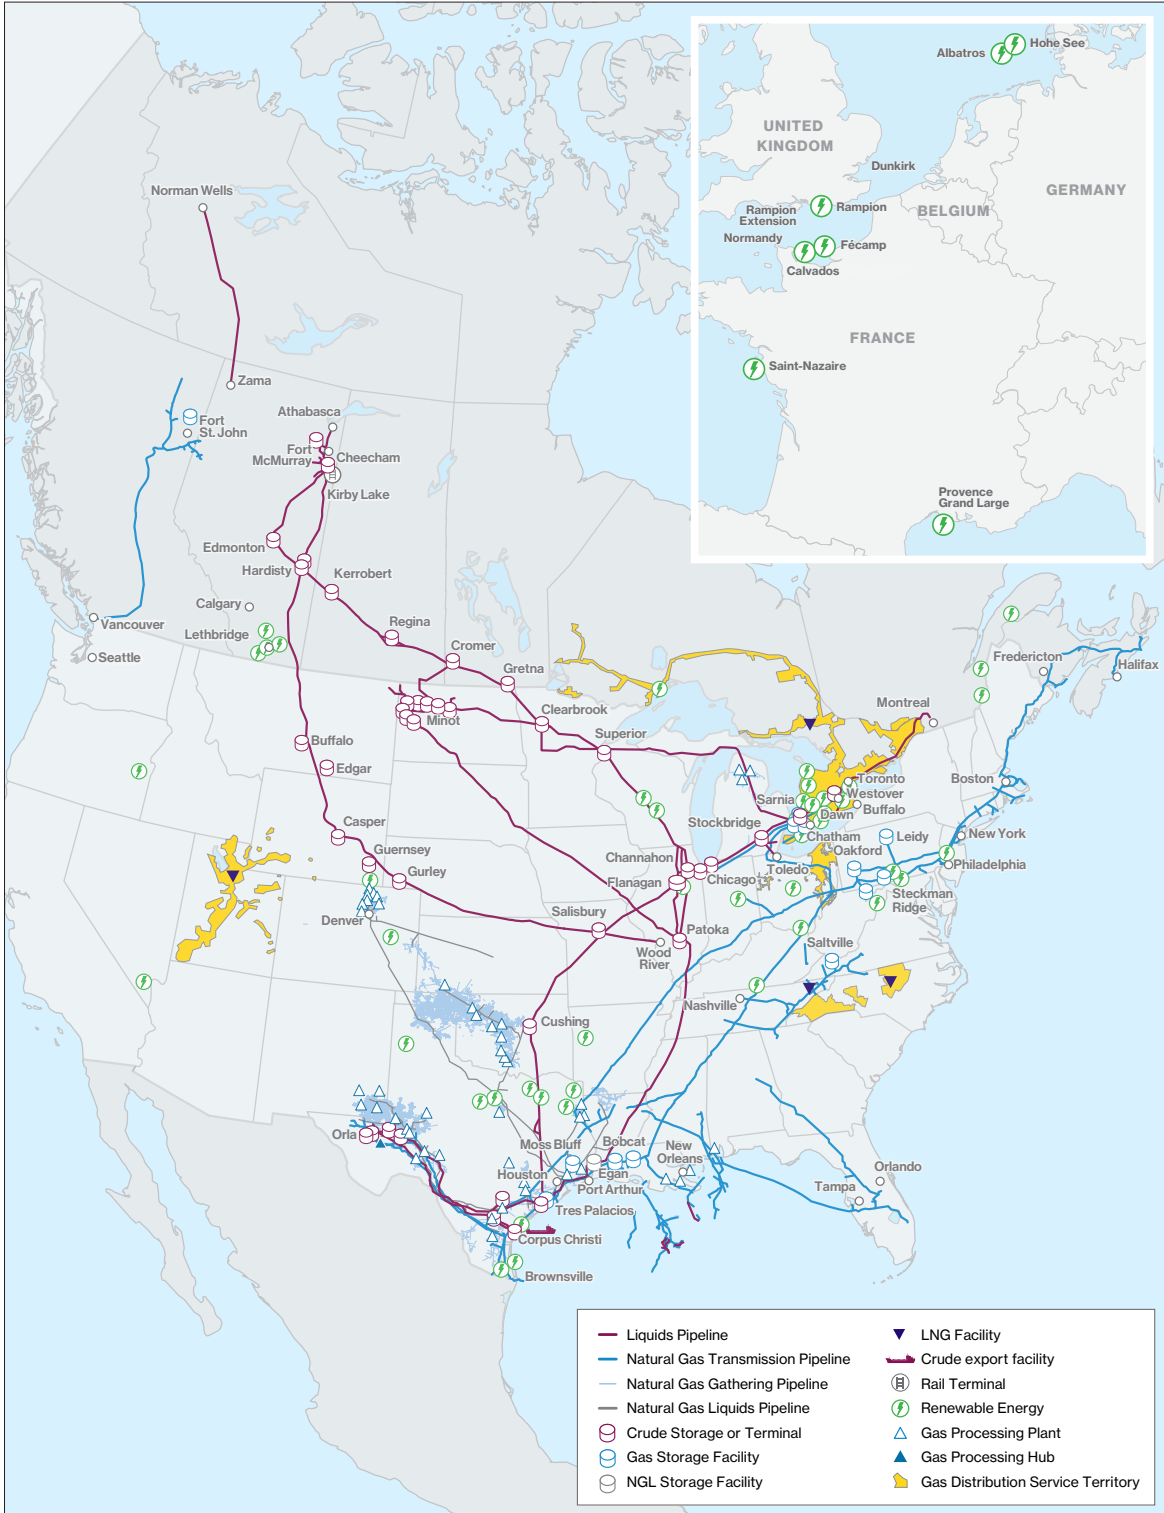 Hohe See
Albatros
UNITED
KINGDOM
Dunkirk
GERMANY
Rampion
Extension
Rampion
BELGIUM
Normandy
Fécamp
Calvados
FRANCE
Saint-Nazaire
Provence
Grand Large
Norman Wells
Zama
Fort
St. John
Athabasca
Fort
McMurray
Cheecham
Kirby Lake
Edmonton
Hardisty
Kerrobert
Calgary
Vancouver
Lethbridge
Regina
Seattle
Cromer
Gretna
Fredericton
Halifax
Minot
Clearbrook
Montreal
Superior
Buffalo
Edgar
Toronto
Boston
Westover
Sarnia
Buffalo
Dawn
Stockbridge
Casper
Chatham
Leidy
New York
Oakford
Guernsey
Channahon
Toledo
Philadelphia
Gurley
Flanagan
Chicago
Steckman
Ridge
Salisbury
Denver
Patoka
Saltville
Wood
River
Nashville
Cushing
Orla
Moss Bluff
Bobcat
New
Orleans
Houston
Egan
Orlando
Port Arthur
Tampa
Tres Palacios
Corpus Christi
Brownsville
Liquids Pipeline
Natural Gas Transmission Pipeline
Natural Gas Gathering Pipeline
Natural Gas Liquids Pipeline
Crude Storage or Terminal
Gas Storage Facility
NGL Storage Facility
LNG Facility
Crude export facility
Rail Terminal
Renewable Energy
Gas Processing Plant
Gas Processing Hub
Gas Distribution Service Territory